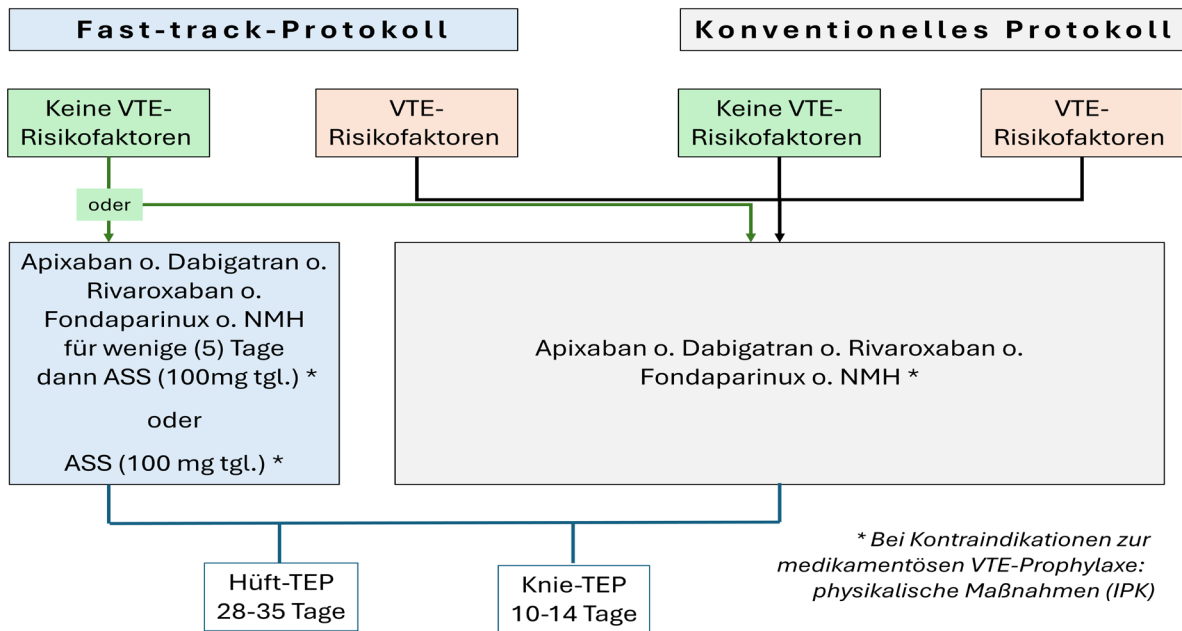 Fast-track-Protokoll
Konventionelles Protokoll
Keine VTE-
Risikofaktoren
VTE-
Risikofaktoren
Keine VTE-
Risikofaktoren
VTE-
Risikofaktoren
oder
Apixaban o. Dabigatran o.
Rivaroxaban o.
Fondaparinux o. NMH
für wenige (5) Tage
dann ASS (100mg tgl.) *
oder
ASS (100 mg tgl.) *
Apixaban o. Dabigatran o. Rivaroxaban o.
Fondaparinux o. NMH *
Hüft-TEP
28-35 Tage
Knie-TEP
10-14 Tage
* Bei Kontraindikationen zur
medikamentösen VTE-Prophylaxe:
physikalische Maßnahmen (IPK)